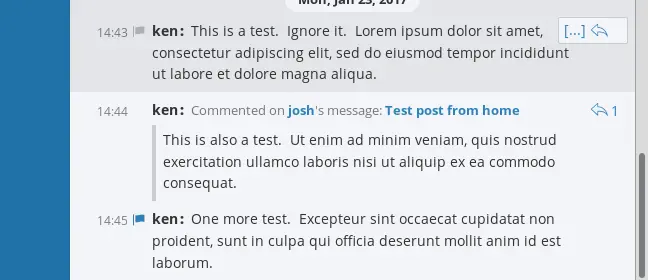 Mon, Jan 23, 2017
14:43 ken: This is a test.  Ignore it.  Lorem ipsum dolor sit amet, [...]
consectetur adipiscing elit, sed do eiusmod tempor incididunt
ut labore et dolore magna aliqua.
14:44 ken: Commented on josh's message: Test post from home 1
This is also a test.  Ut enim ad minim veniam, quis nostrud
exercitation ullamco laboris nisi ut aliquip ex ea commodo
consequat.
14:45 ken: One more test.  Excepteur sint occaecat cupidatat non
proident, sunt in culpa qui officia deserunt mollit anim id est
laborum.